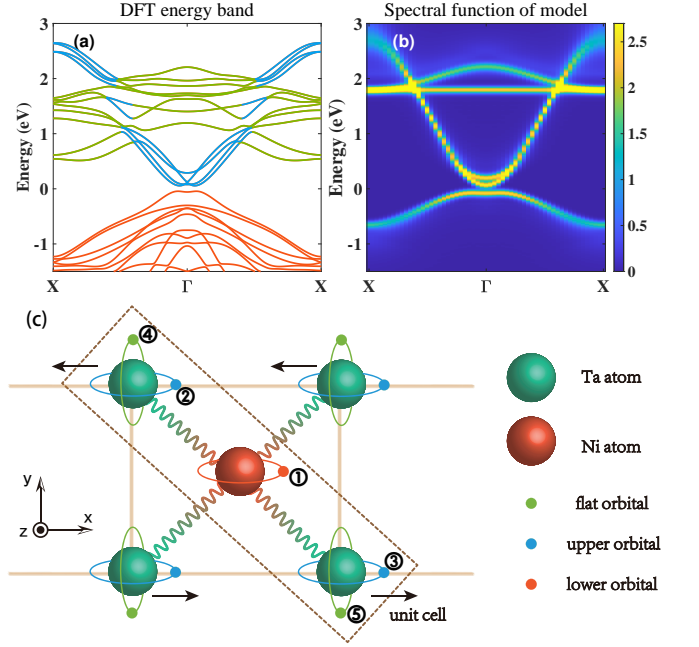 DFT energy band
Spectral function of model
(a)
(b)
3
2
1
0
-1
Energy (eV)
X
Γ
X
3
2
1
0
-1
Energy (eV)
X
Γ
X
2.5
2
1.5
1
0.5
0
(c)
④
②
①
③
⑤
y
z
x
unit cell
Ta atom
Ni atom
flat orbital
upper orbital
lower orbital